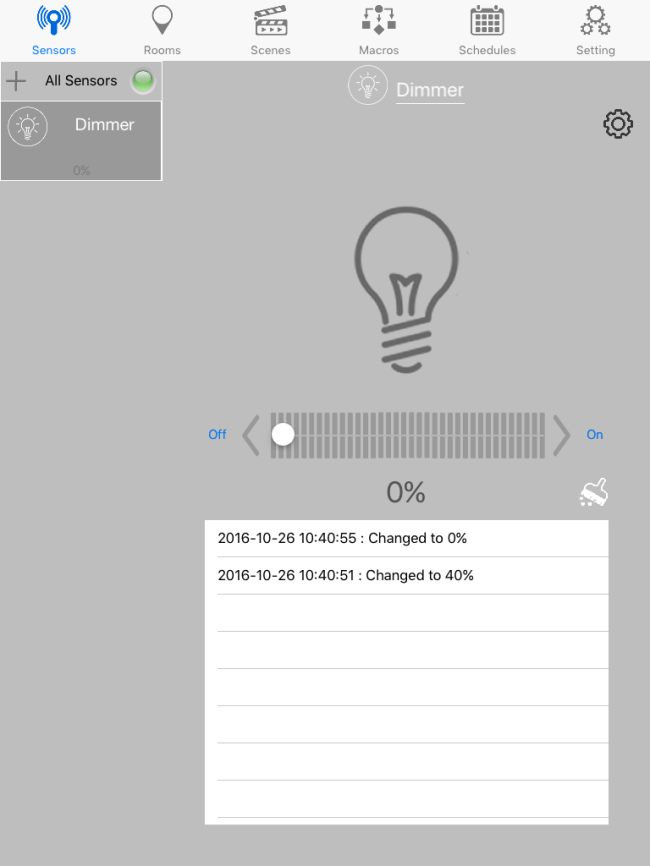 Sensors Rooms Scenes Macros Schedules Setting
All Sensors
Dimmer
0%
Dimmer
Off On
0%
2016-10-26 10:40:55 : Changed to 0%
2016-10-26 10:40:51 : Changed to 40%